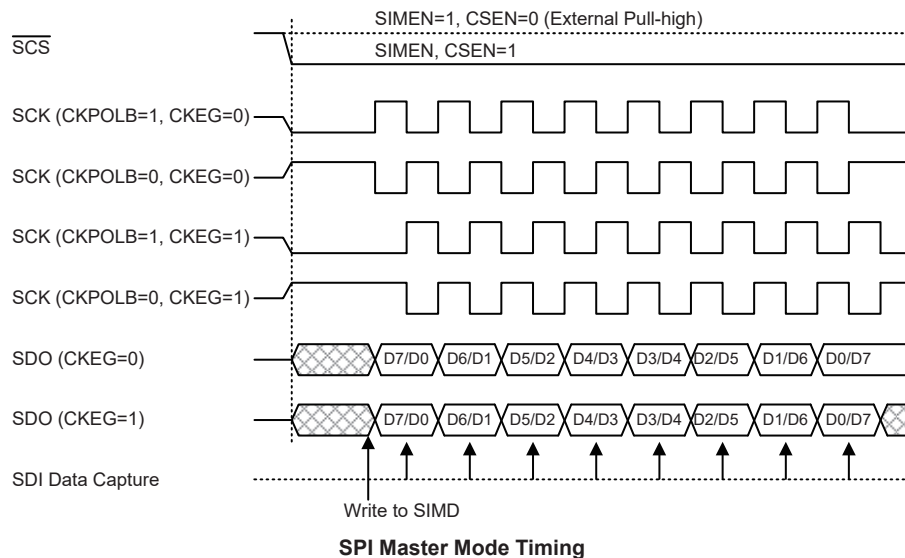 SIMEN=1, CSEN=0 (External Pull-high)
SCS
SIMEN, CSEN=1
SCK (CKPOLB=1, CKEG=0)
SCK (CKPOLB=0, CKEG=0)
SCK (CKPOLB=1, CKEG=1)
SCK (CKPOLB=0, CKEG=1)
SDO (CKEG=0) D7/D0 D6/D1 D5/D2 D4/D3 D3/D4 D2/D5 D1/D6 D0/D7
SDO (CKEG=1) D7/D0 D6/D1 D5/D2 D4/D3 D3/D4 D2/D5 D1/D6 D0/D7
SDI Data Capture
Write to SIMD
SPI Master Mode Timing